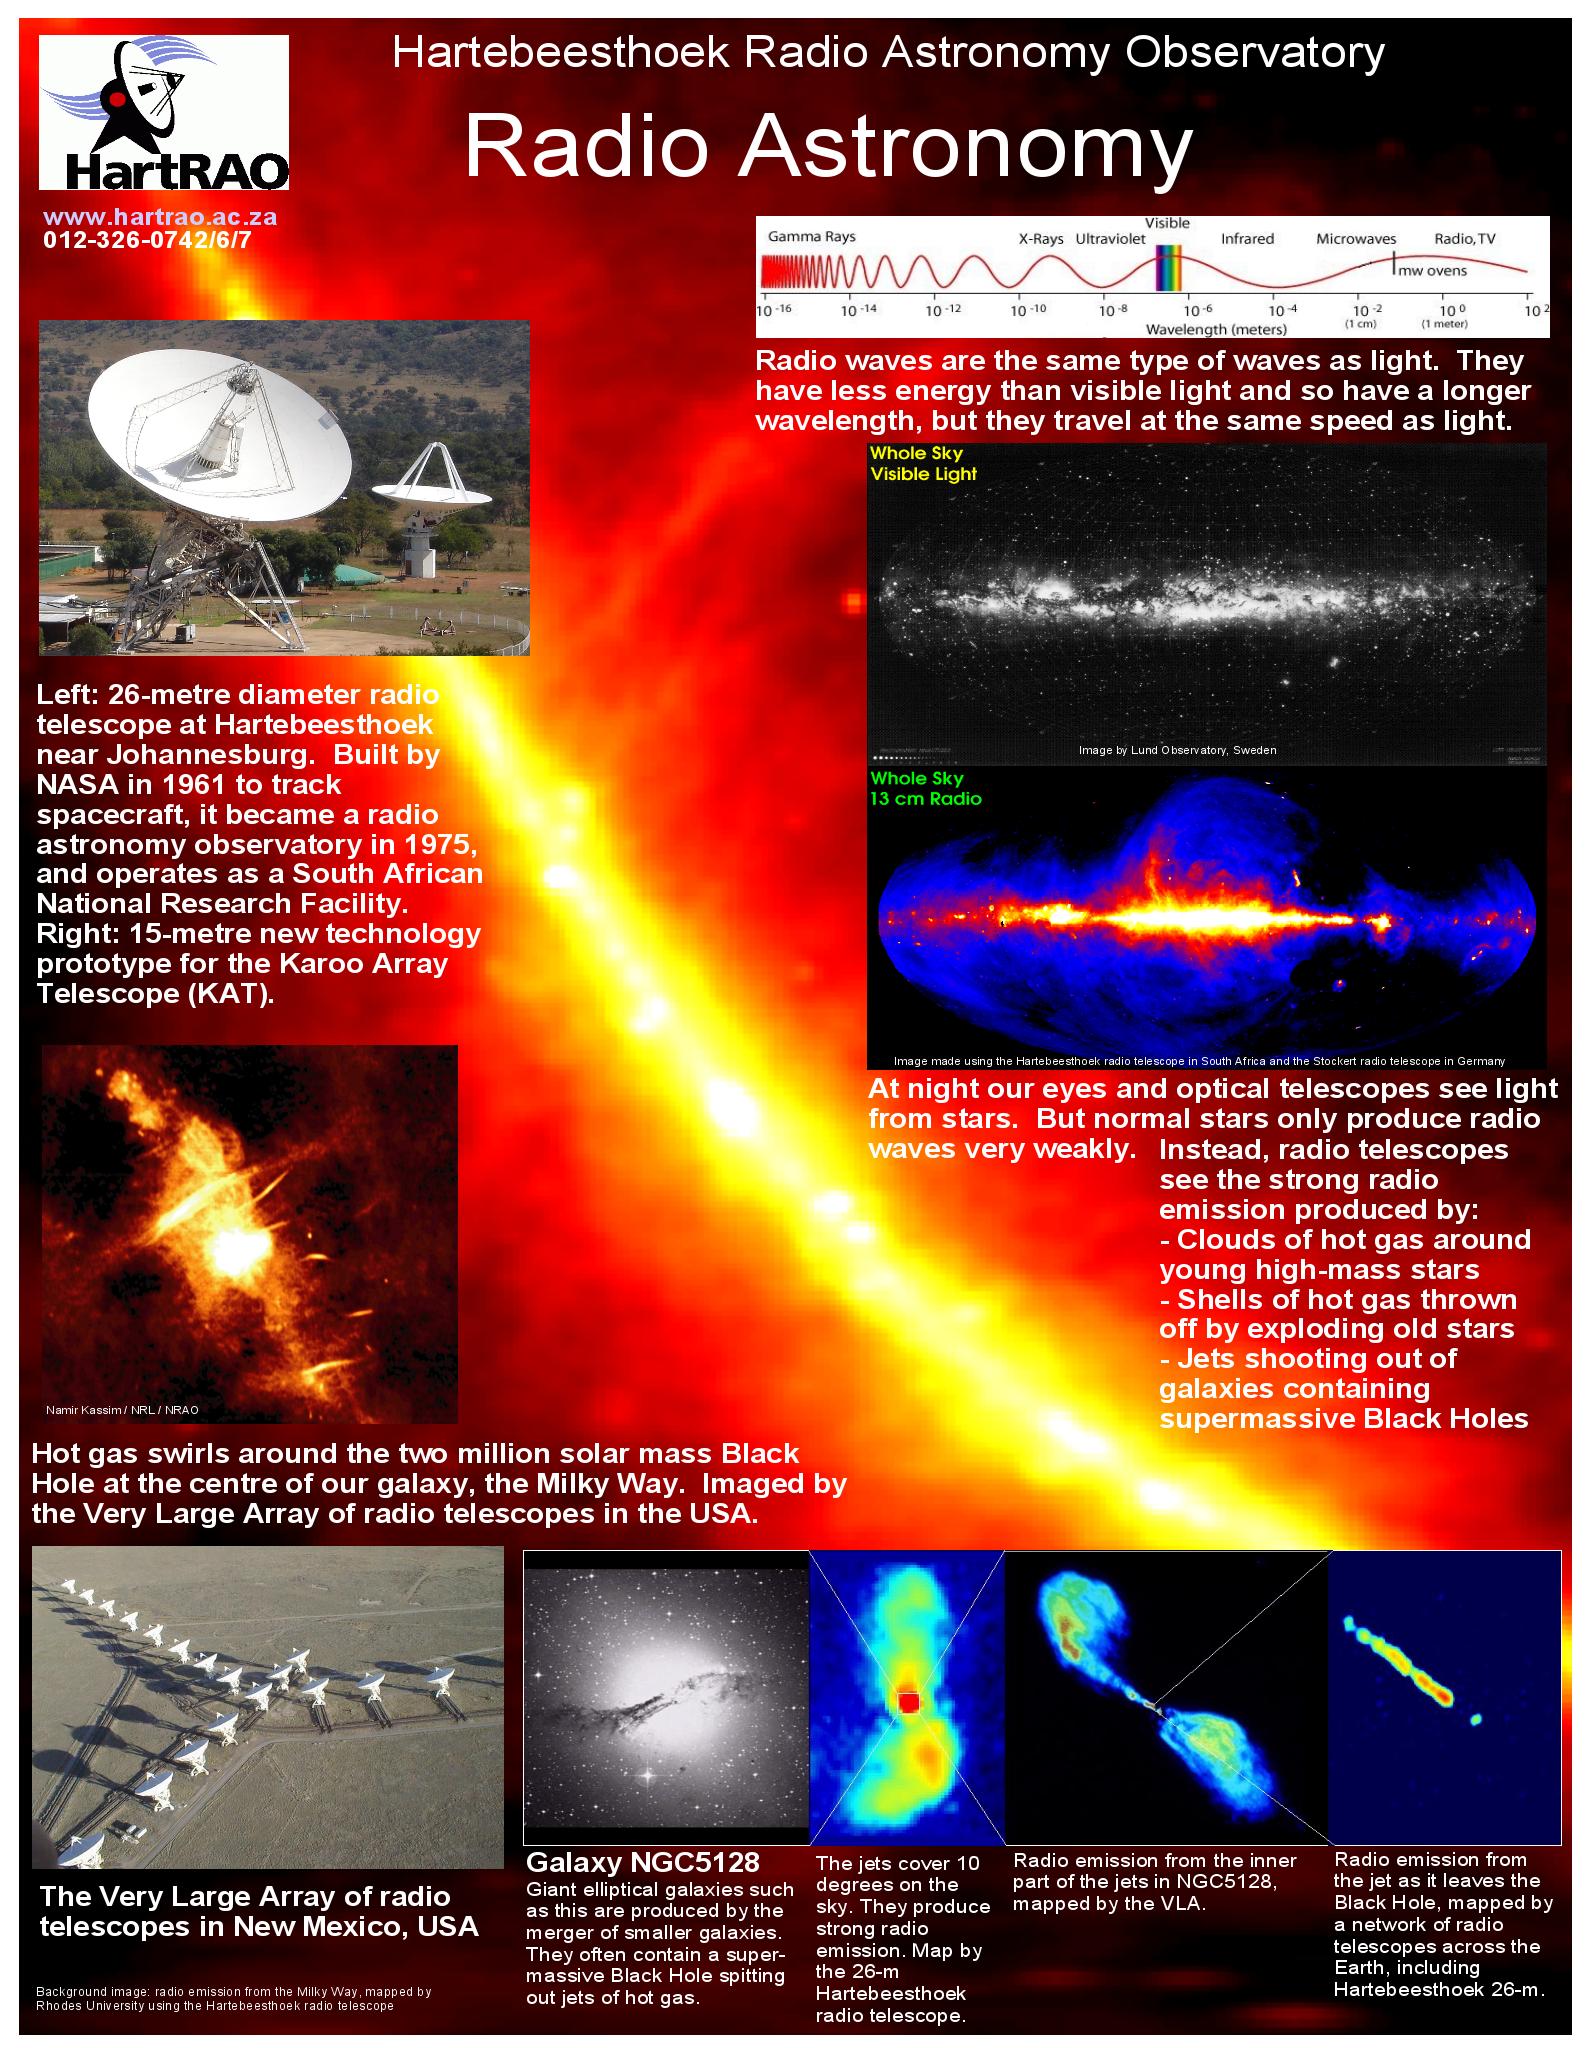 HartRAO
Hartebeesthoek Radio Astronomy Observatory
Radio Astronomy
www.hartrao.ac.za
012-326-0742/6/7
Visible
Gamma Rays X-Rays Ultraviolet Infrared Microwaves Radio,TV
mw ovens
10 -16 10 -14 10 -12 10 -10 10 -8 10 -6 10 -4 10 -2 10 0 10 2
(1 cm) (1 meter)
Wavelength (meters)
Radio waves are the same type of waves as light. They
have less energy than visible light and so have a longer
wavelength, but they travel at the same speed as light.
Left: 26-metre diameter radio
telescope at Hartebeesthoek
near Johannesburg. Built by
NASA in 1961 to track
spacecraft, it became a radio
astronomy observatory in 1975,
and operates as a South African
National Research Facility.
Right: 15-metre new technology
prototype for the Karoo Array
Telescope (KAT).
Whole Sky
Visible Light
Image by Lund Observatory, Sweden
Whole Sky
13 cm Radio
Image made using the Hartebeesthoek radio telescope in South Africa and the Stockert radio telescope in Germany
At night our eyes and optical telescopes see light
from stars. But normal stars only produce radio
waves very weakly. Instead, radio telescopes
see the strong radio
emission produced by:
- Clouds of hot gas around
young high-mass stars
- Shells of hot gas thrown
off by exploding old stars
- Jets shooting out of
galaxies containing
supermassive Black Holes
Namir Kassim / NRL / NRAO
Hot gas swirls around the two million solar mass Black
Hole at the centre of our galaxy, the Milky Way. Imaged by
the Very Large Array of radio telescopes in the USA.
The Very Large Array of radio
telescopes in New Mexico, USA
Background image: radio emission from the Milky Way, mapped by
Rhodes University using the Hartebeesthoek radio telescope
Galaxy NGC5128
Giant elliptical galaxies such
as this are produced by the
merger of smaller galaxies.
They often contain a super-
massive Black Hole spitting
out jets of hot gas.
The jets cover 10
degrees on the
sky. They produce
strong radio
emission. Map by
the 26-m
Hartebeesthoek
radio telescope.
Radio emission from the inner
part of the jets in NGC5128,
mapped by the VLA.
Radio emission from
the jet as it leaves the
Black Hole, mapped by
a network of radio
telescopes across the
Earth, including
Hartebeesthoek 26-m.